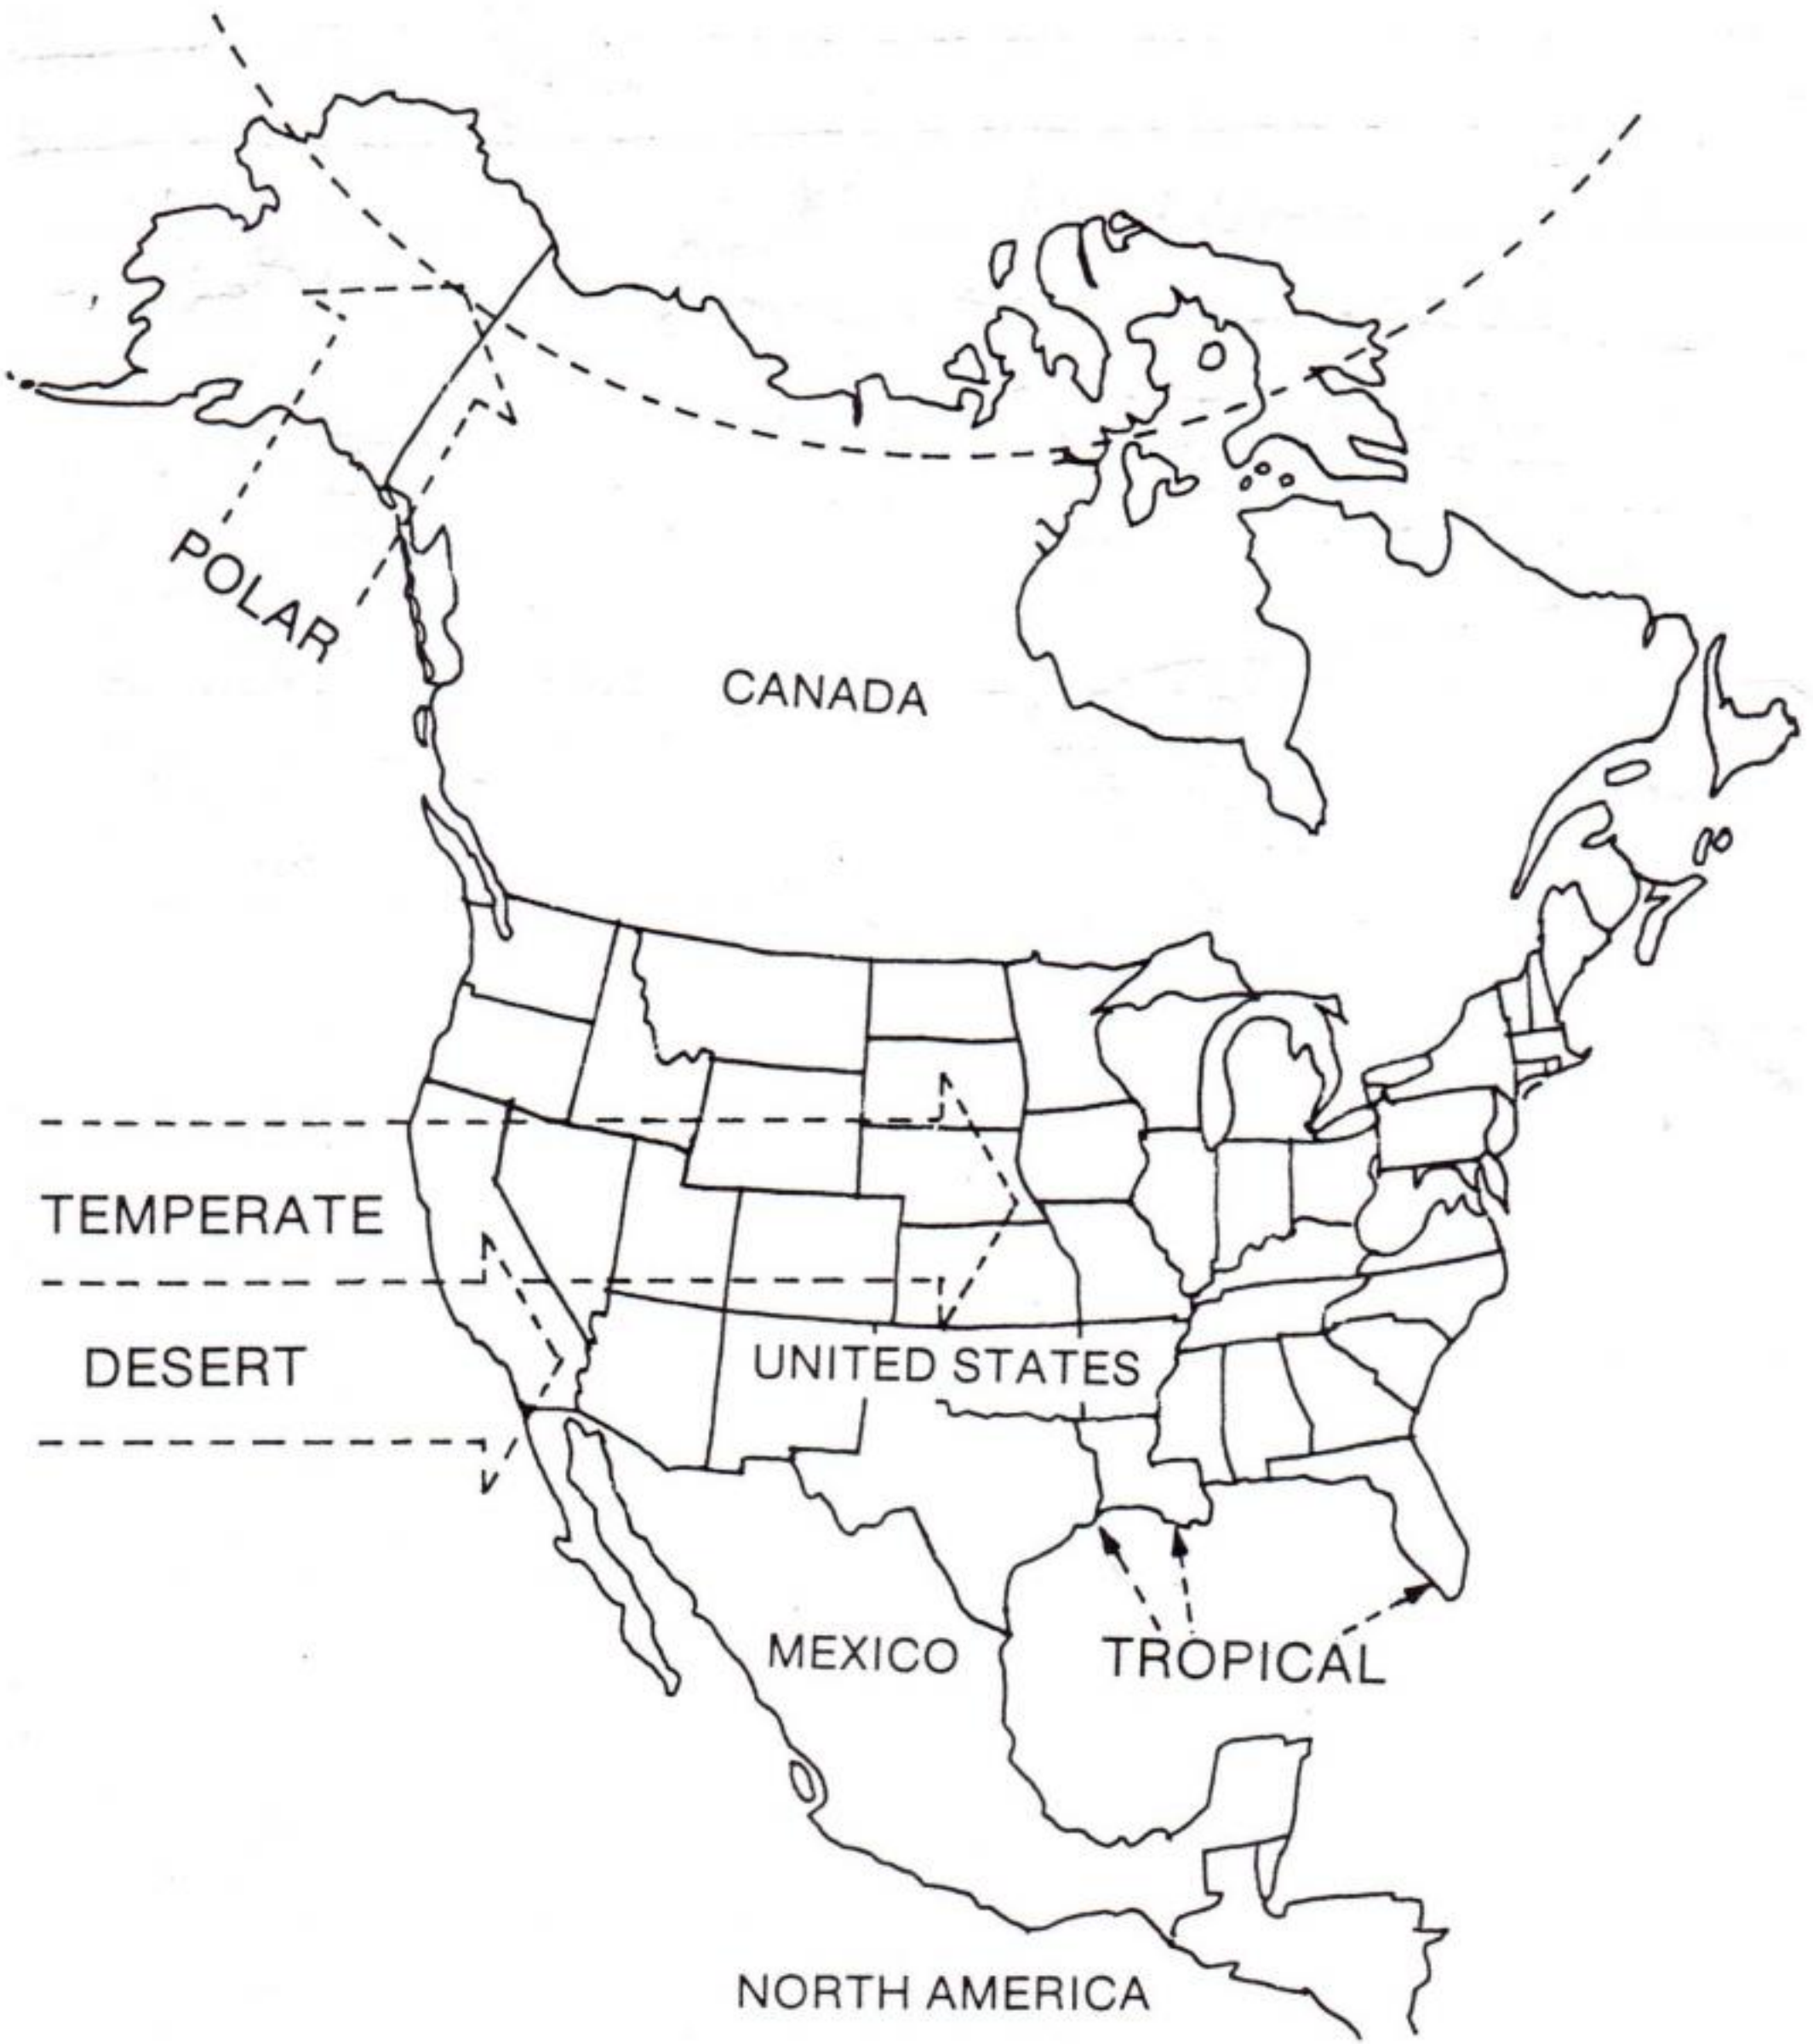 POLAR
CANADA
TEMPERATE
DESERT
UNITED STATES
MEXICO
TROPICAL
NORTH AMERICA